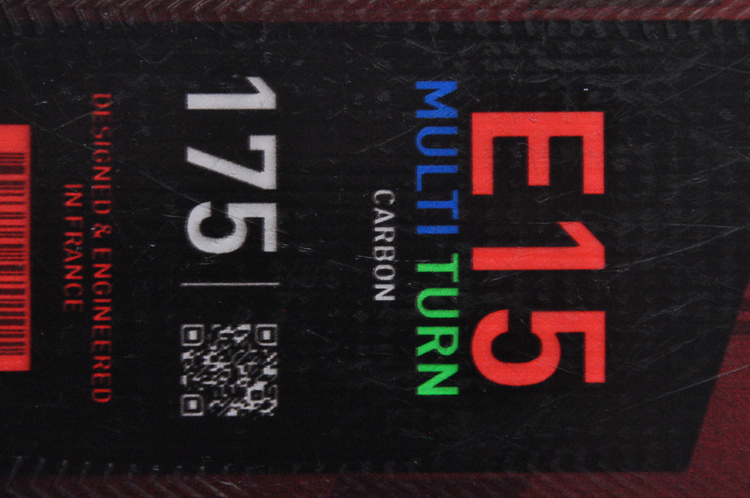 E15
MULTI TURN
CARBON
175
DESIGNED & ENGINEERED
IN FRANCE